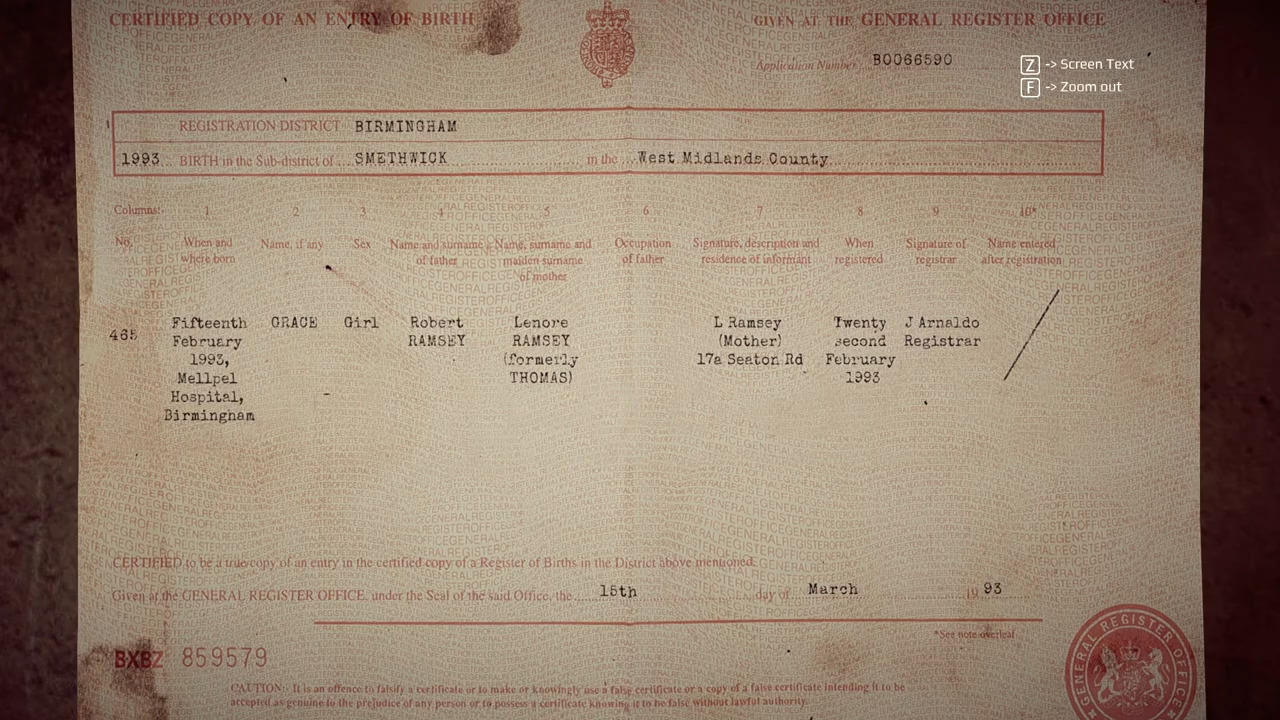 CERTIFIED COPY OF AN ENTRY OF BIRTH
GIVEN AT THE GENERAL REGISTER OFFICE
Application Number B0066590
Z -> Screen Text
F -> Zoom out
REGISTRATION DISTRICT BIRMINGHAM
1993 BIRTH in the Sub-district of SMETHWICK in the West Midlands County
Columns:- 1 2 3 4 5 6 7 8 9 10*
No. When and where born
Name, if any
Sex
Name and surname of father
Name, surname and maiden surname of mother
Occupation of father
Signature, description and residence of informant
When registered
Signature of registrar
Name entered after registration
465
Fifteenth
February
1993,
Mellpel
Hospital,
Birmingham
GRACE
Girl
Robert
RAMSEY
Lenore
RAMSEY
(formerly
THOMAS)
L Ramsey
(Mother)
17a Seaton Rd
Twenty
second
February
1993
J Arnaldo
Registrar
CERTIFIED to be a true copy of an entry in the certified copy of a Register of Births in the District above mentioned.
Given at the GENERAL REGISTER OFFICE, under the Seal of the said Office, the 15th day of March 19 93
*See note overleaf
BXBZ 859579
CAUTION:- It is an offence to falsify a certificate or to make or knowingly use a false certificate or a copy of a false certificate intending it to be
accepted as genuine to the prejudice of any person or to possess a certificate knowing it to be false without lawful authority.
GENERAL REGISTER OFFICE